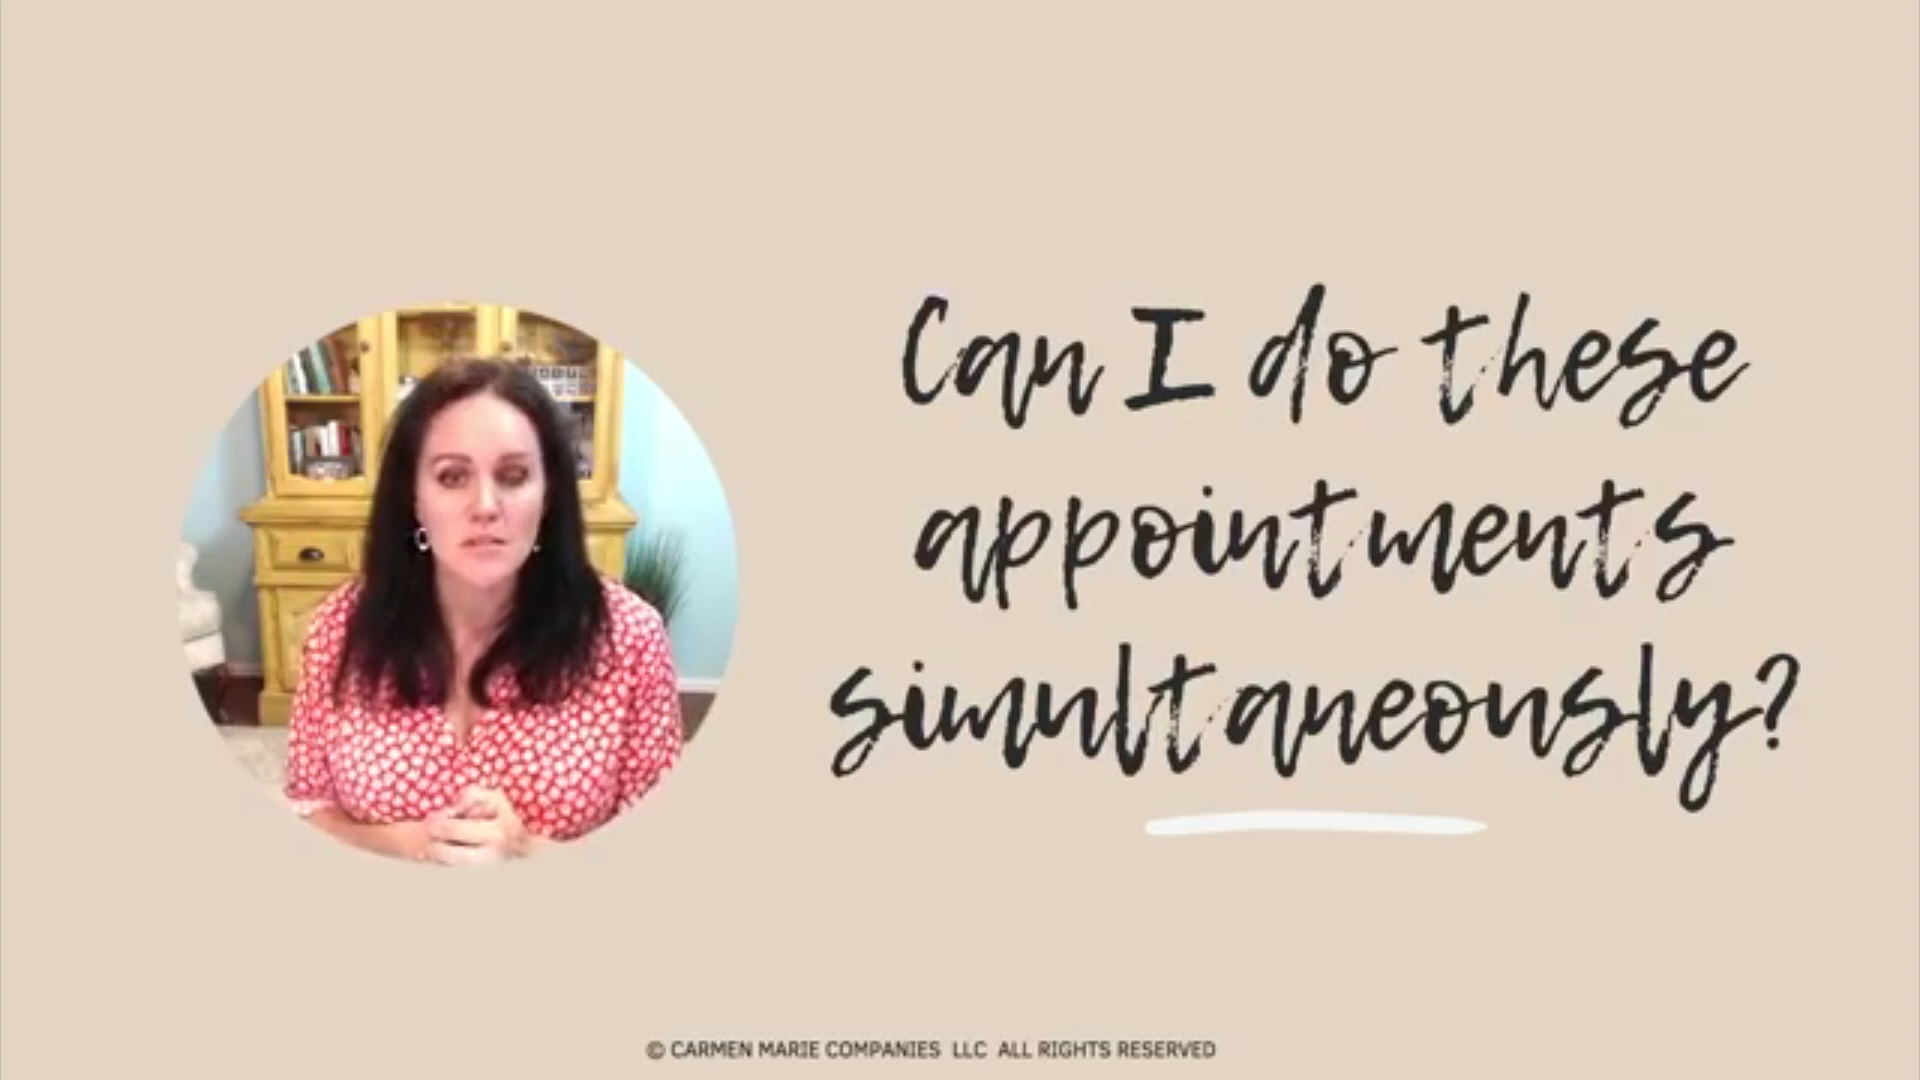 Can I do these
appointments
simultaneously?
© CARMEN MARIE COMPANIES LLC ALL RIGHTS RESERVED